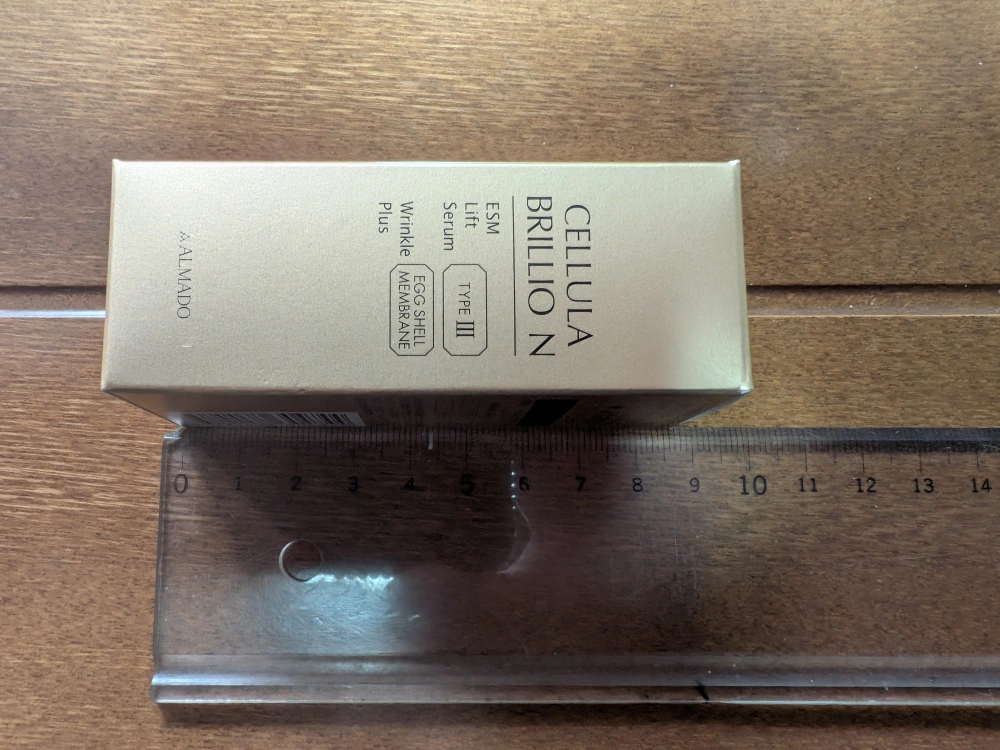 CELLULA
BRILLIO N
ESM
Lift
Serum
TYPE III
Wrinkle
Plus
EGG SHELL
MEMBRANE
ALMADO
0 1 2 3 4 5 6 7 8 9 10 11 12 13 14